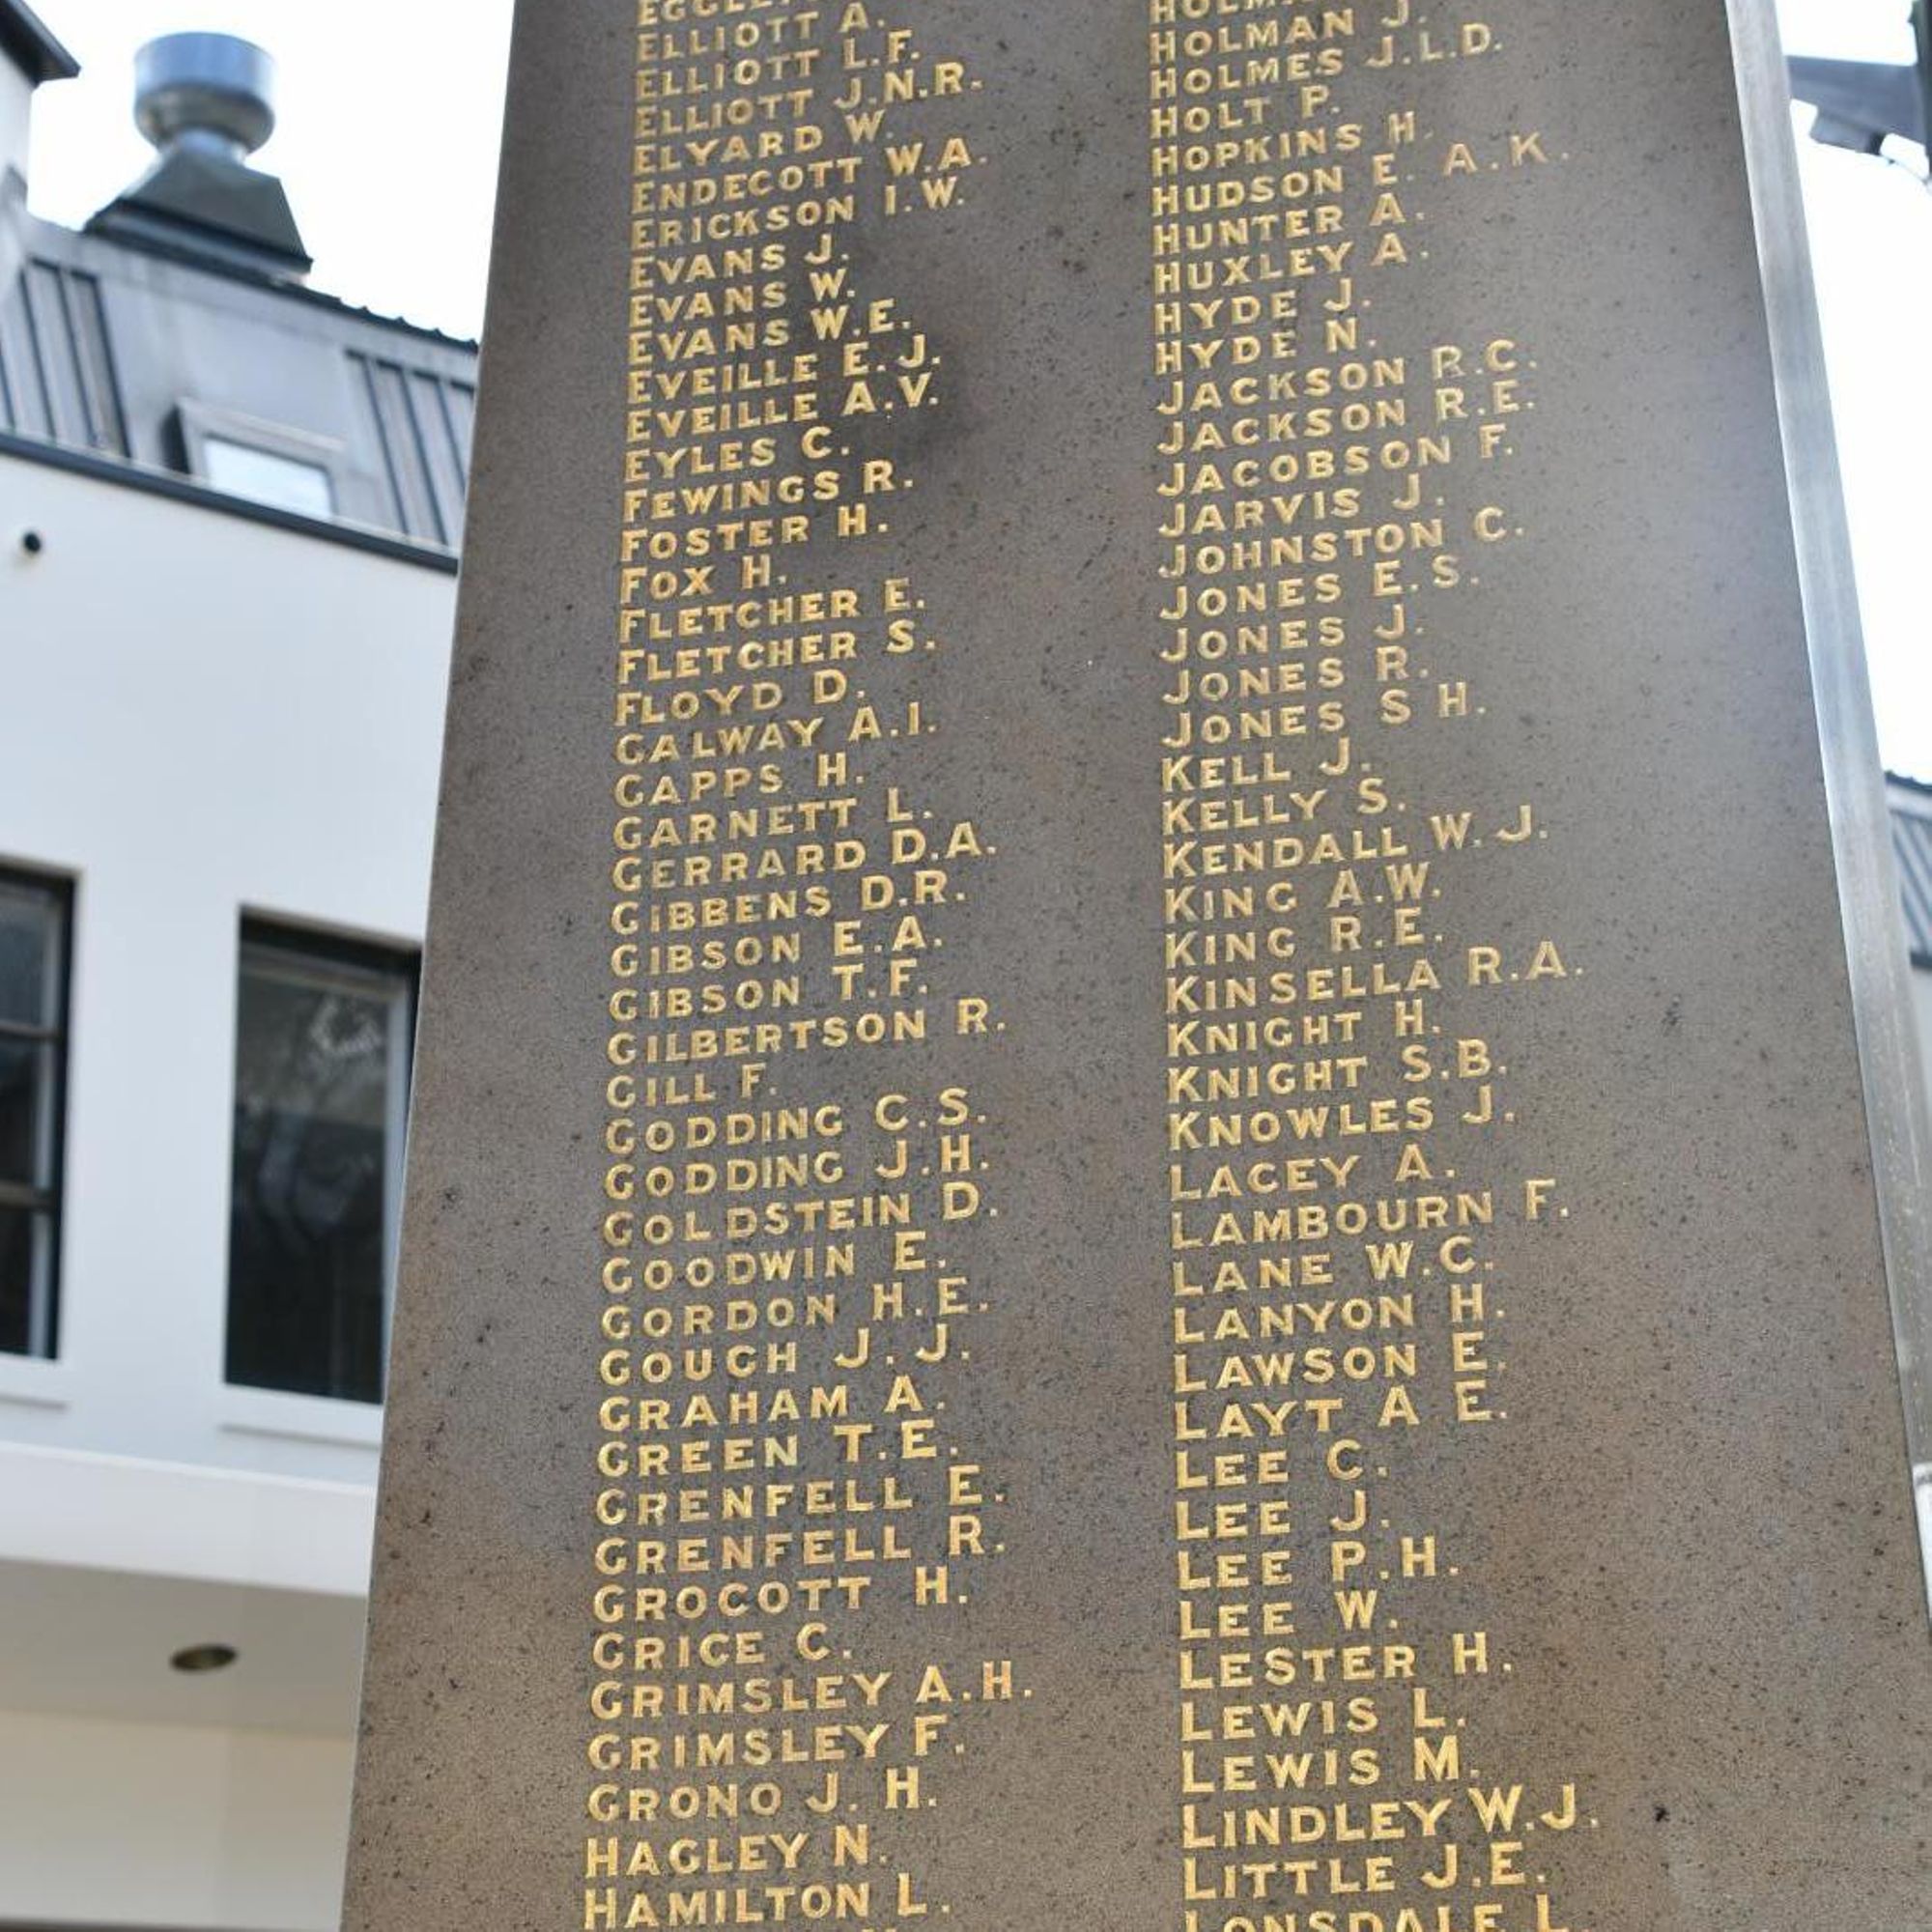 ELLIOTT A.
ELLIOTT L.F.
ELLIOTT J.N.R.
ELYARD W.
ENDECOTT W.A.
ERICKSON I.W.
EVANS J.
EVANS W.
EVANS W.E.
EVEILLE E.J.
EVEILLE A.V.
EYLES C.
FEWINGS R.
FOSTER H.
FOX H.
FLETCHER E.
FLETCHER S.
FLOYD D.
GALWAY A.I.
GAPPS H.
GARNETT L.
GERRARD D.A.
GIBBENS D.R.
GIBSON E.A.
GIBSON T.F.
GILBERTSON R.
GILL F.
GODDING C.S.
GODDING J.H.
GOLDSTEIN D.
GOODWIN E.
GORDON H.E.
GOUGH J.J.
GRAHAM A.
GREEN T.E.
GRENFELL E.
GRENFELL R.
GROCOTT H.
GRICE C.
GRIMSLEY A.H.
GRIMSLEY F.
GRONO J. H.
HAGLEY N.
HAMILTON L.
HOLMAN J.
HOLMES J.L.D.
HOLT P.
HOPKINS H.
HUDSON E. A.K.
HUNTER A.
HUXLEY A.
HYDE J.
HYDE N.
JACKSON R.C.
JACKSON R.E.
JACOBSON F.
JARVIS J.
JOHNSTON C.
JONES E.S.
JONES J.
JONES R.
JONES S H.
KELL J.
KELLY S.
KENDALL W.J.
KING A.W.
KING R.E.
KINSELLA R.A.
KNIGHT H.
KNIGHT S.B.
KNOWLES J.
LACEY A.
LAMBOURN F.
LANE W.C.
LANYON H.
LAWSON E.
LAYT A E.
LEE C.
LEE J.
LEE P.H.
LEE W.
LESTER H.
LEWIS L.
LEWIS M.
LINDLEY W.J.
LITTLE J.E.
LONSDALE L.